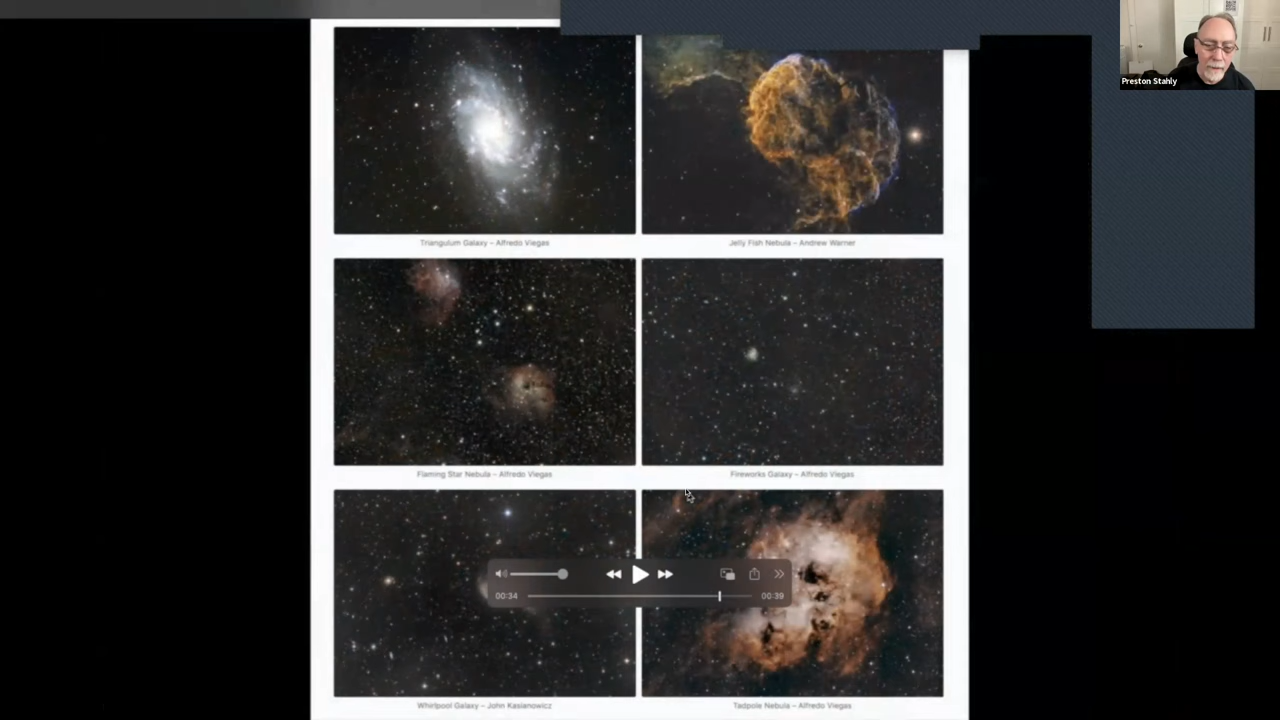 Preston Stahly
Triangulum Galaxy – Alfredo Viegas
Jelly Fish Nebula – Andrew Warner
Flaming Star Nebula – Alfredo Viegas
Fireworks Galaxy – Alfredo Viegas
00:34
00:39
Whirlpool Galaxy – John Kasianowicz
Tadpole Nebula – Alfredo Viegas